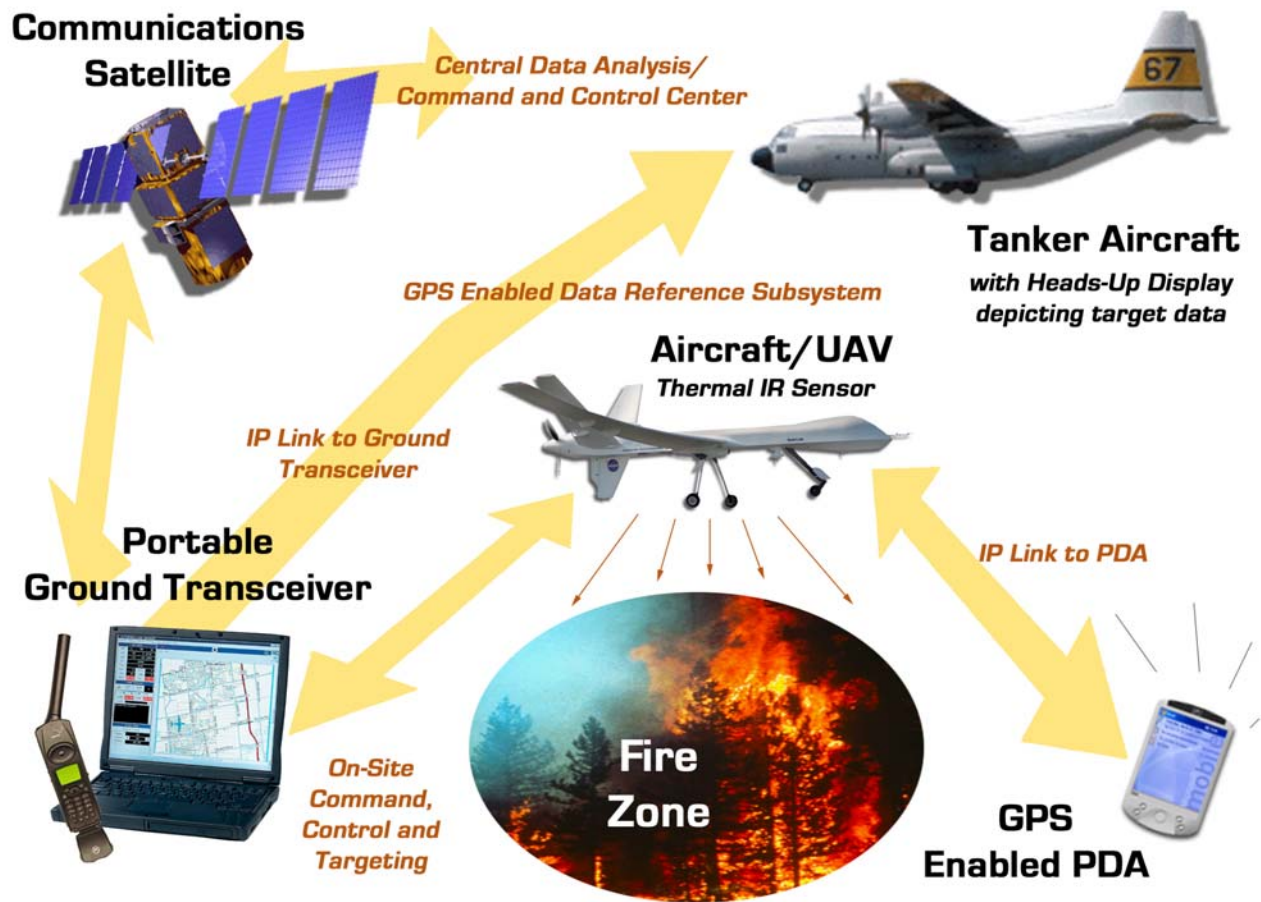 Communications
Satellite
Central Data Analysis/
Command and Control Center
67
Tanker Aircraft
with Heads-Up Display
depicting target data
GPS Enabled Data Reference Subsystem
Aircraft/UAV
Thermal IR Sensor
IP Link to Ground
Transceiver
Portable
Ground Transceiver
IP Link to PDA
On-Site
Command,
Control and
Targeting
Fire
Zone
mobile
GPS
Enabled PDA